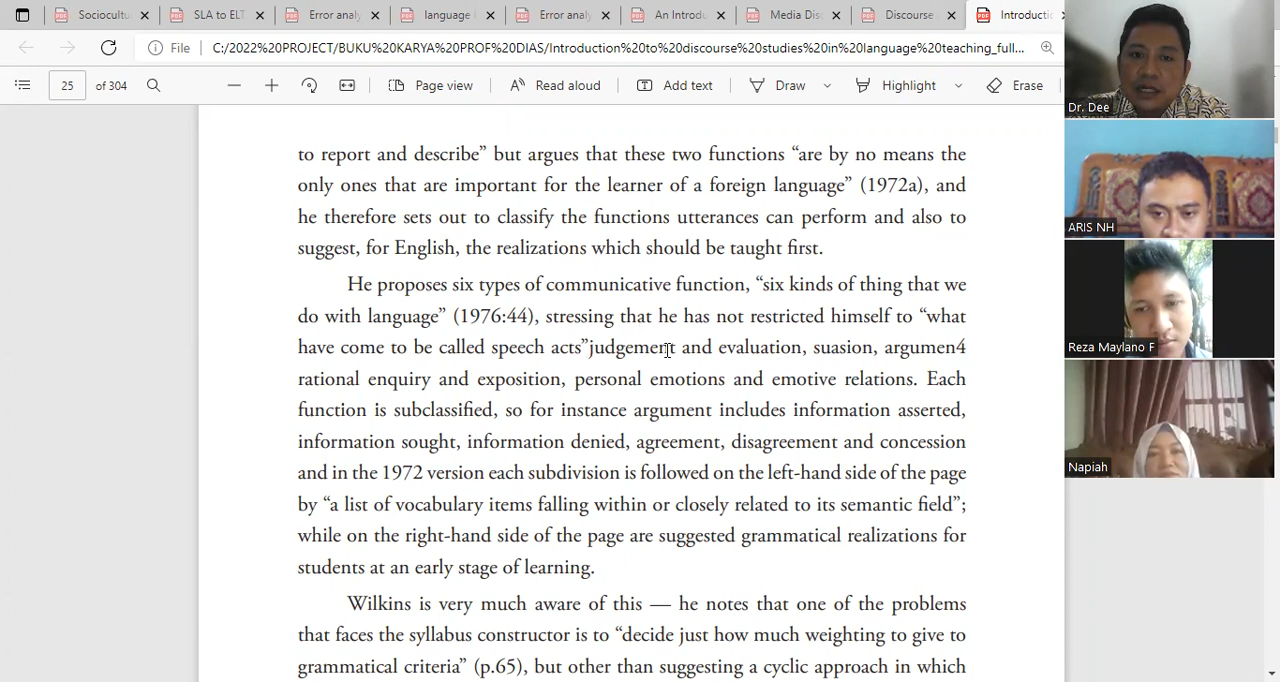 Sociocultu
SLA to ELT
Error analy
language
Error analy
An Introdu
Media Dis
Discourse
Introductio
File
C:/2022%20PROJECT/BUKU%20KARYA%20PROF%20DIAS/Introduction%20to%20discourse%20studies%20in%20language%20teaching_full...
25 of 304
Page view
Read aloud
Add text
Draw
Highlight
Erase
to report and describe” but argues that these two functions “are by no means the
only ones that are important for the learner of a foreign language” (1972a), and
he therefore sets out to classify the functions utterances can perform and also to
suggest, for English, the realizations which should be taught first.
He proposes six types of communicative function, “six kinds of thing that we
do with language” (1976:44), stressing that he has not restricted himself to “what
have come to be called speech acts”judgement and evaluation, suasion, argumen4
rational enquiry and exposition, personal emotions and emotive relations. Each
function is subclassified, so for instance argument includes information asserted,
information sought, information denied, agreement, disagreement and concession
and in the 1972 version each subdivision is followed on the left-hand side of the page
by “a list of vocabulary items falling within or closely related to its semantic field”;
while on the right-hand side of the page are suggested grammatical realizations for
students at an early stage of learning.
Wilkins is very much aware of this — he notes that one of the problems
that faces the syllabus constructor is to “decide just how much weighting to give to
grammatical criteria” (p.65), but other than suggesting a cyclic approach in which
Dr. Dee
ARIS NH
Reza Maylano F
Napiah